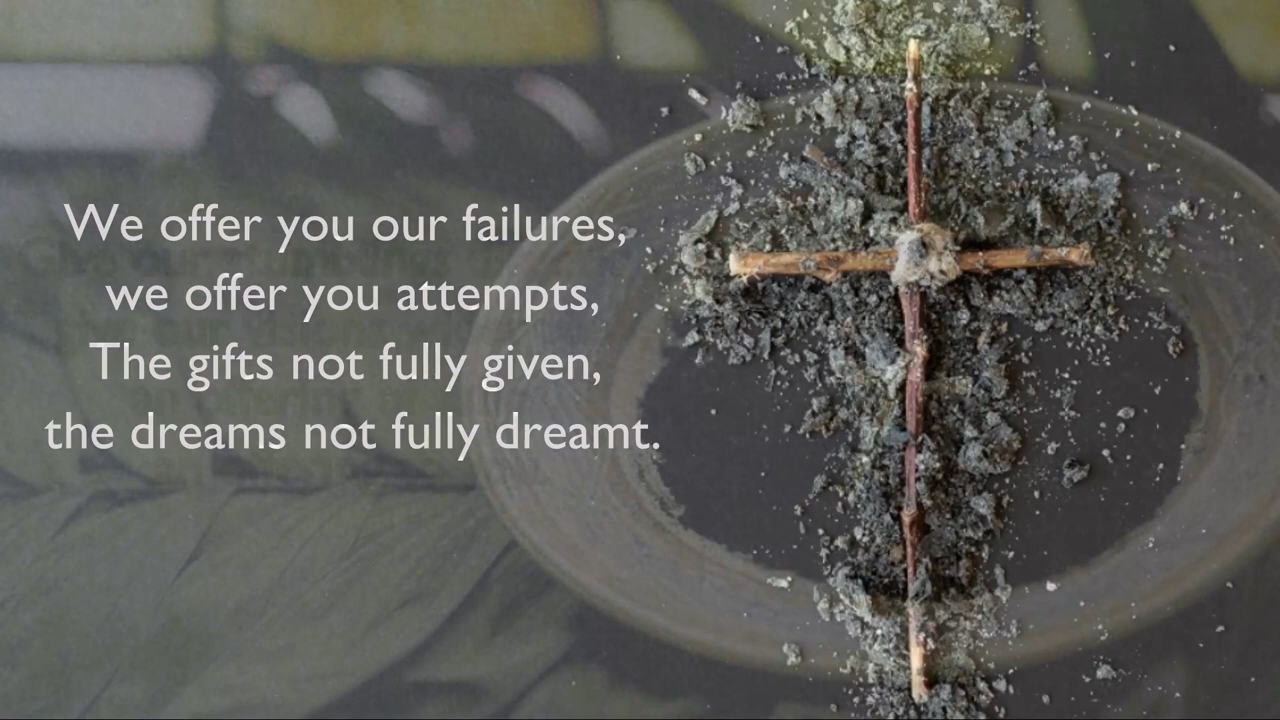 We offer you our failures,
we offer you attempts,
The gifts not fully given,
the dreams not fully dreamt.